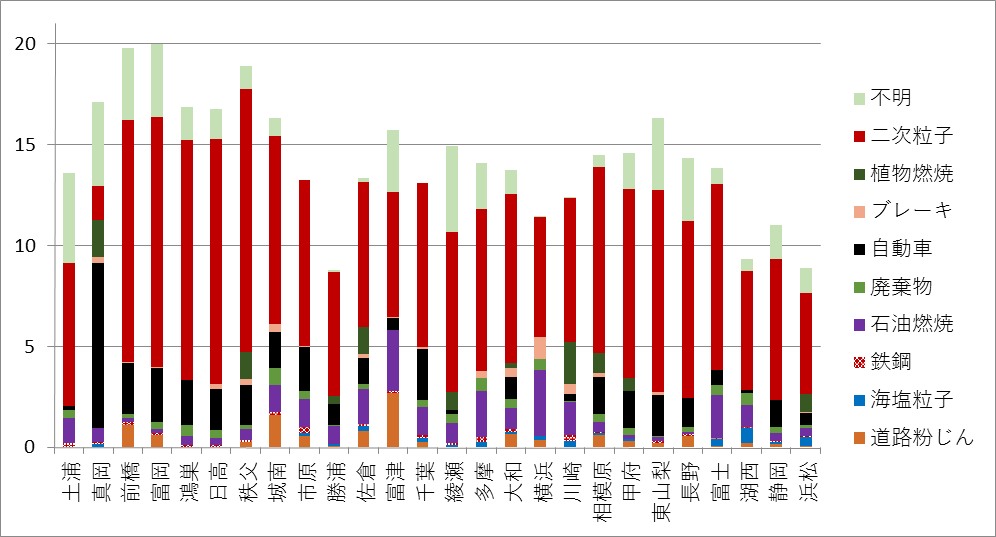 20
15
10
5
0
土浦
真岡
前橋
富岡
鴻巣
日高
秩父
城南
市原
勝浦
佐倉
富津
千葉
綾瀬
多摩
大和
横浜
川崎
相模原
甲府
東山梨
長野
富士
湖西
静岡
浜松
不明
二次粒子
植物燃焼
ブレーキ
自動車
廃棄物
石油燃焼
鉄鋼
海塩粒子
道路粉じん